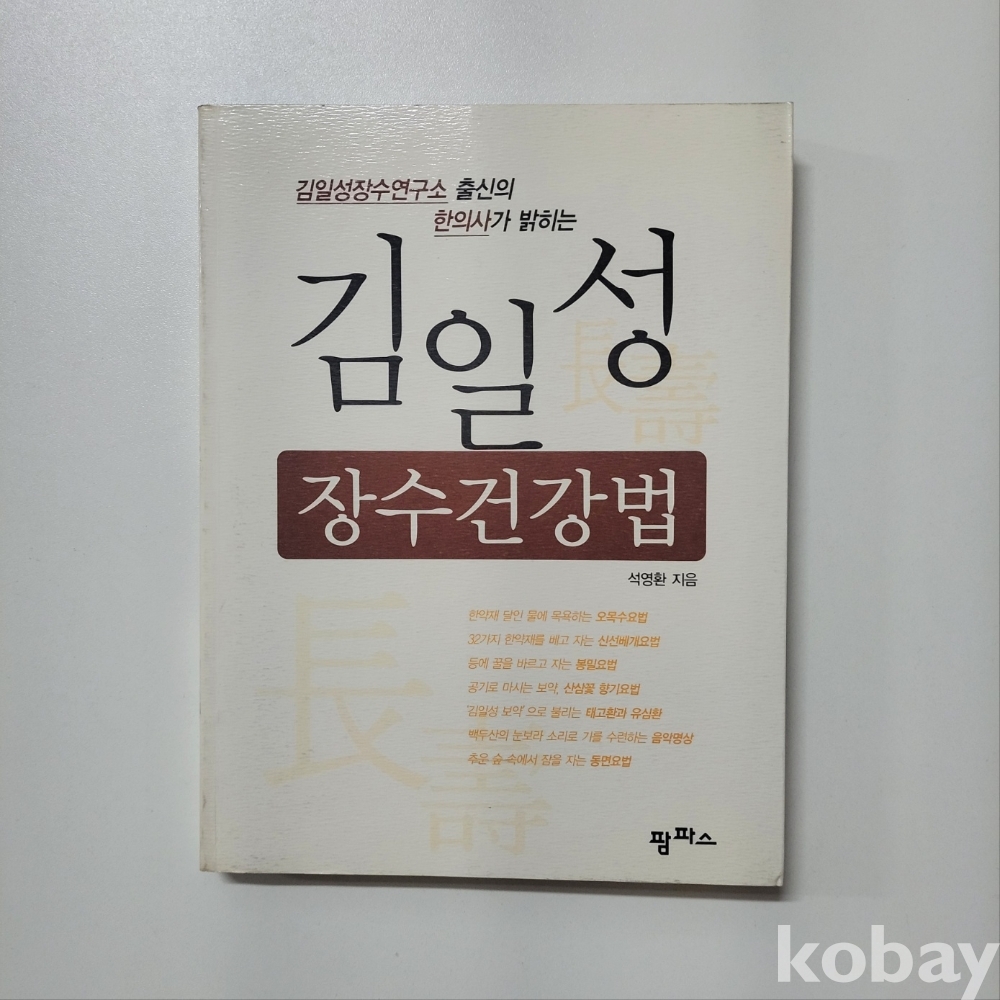 김일성장수연구소 출신의
한의사가 밝히는
김일성
長壽
장수건강법
석영환 지음
한약재 달인 물에 목욕하는 오목수요법
32가지 한약재를 베고 자는 신선베개요법
등에 꿀을 바르고 자는 봉밀요법
공기로 마시는 보약, 산삼꽃 향기요법
'김일성 보약'으로 불리는 태고환과 유심환
백두산의 눈보라 소리로 기를 수련하는 음악명상
추운 숲 속에서 잠을 자는 동면요법
長壽
팜파스
kobay